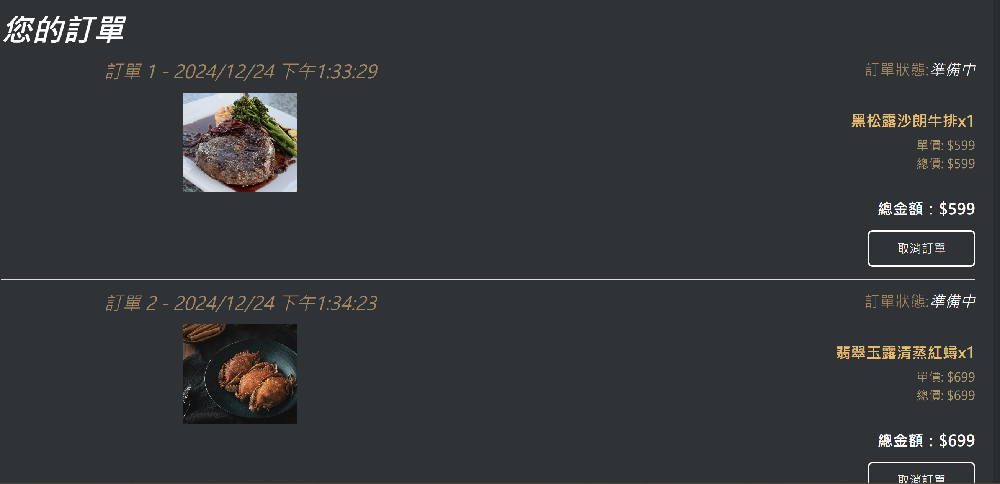 您的訂單
訂單 1 - 2024/12/24 下午1:33:29
訂單狀態:準備中
黑松露沙朗牛排x1
單價: $599
總價: $599
總金額：$599
取消訂單
訂單 2 - 2024/12/24 下午1:34:23
訂單狀態:準備中
翡翠玉露清蒸紅蟳x1
單價: $699
總價: $699
總金額：$699
取消訂單